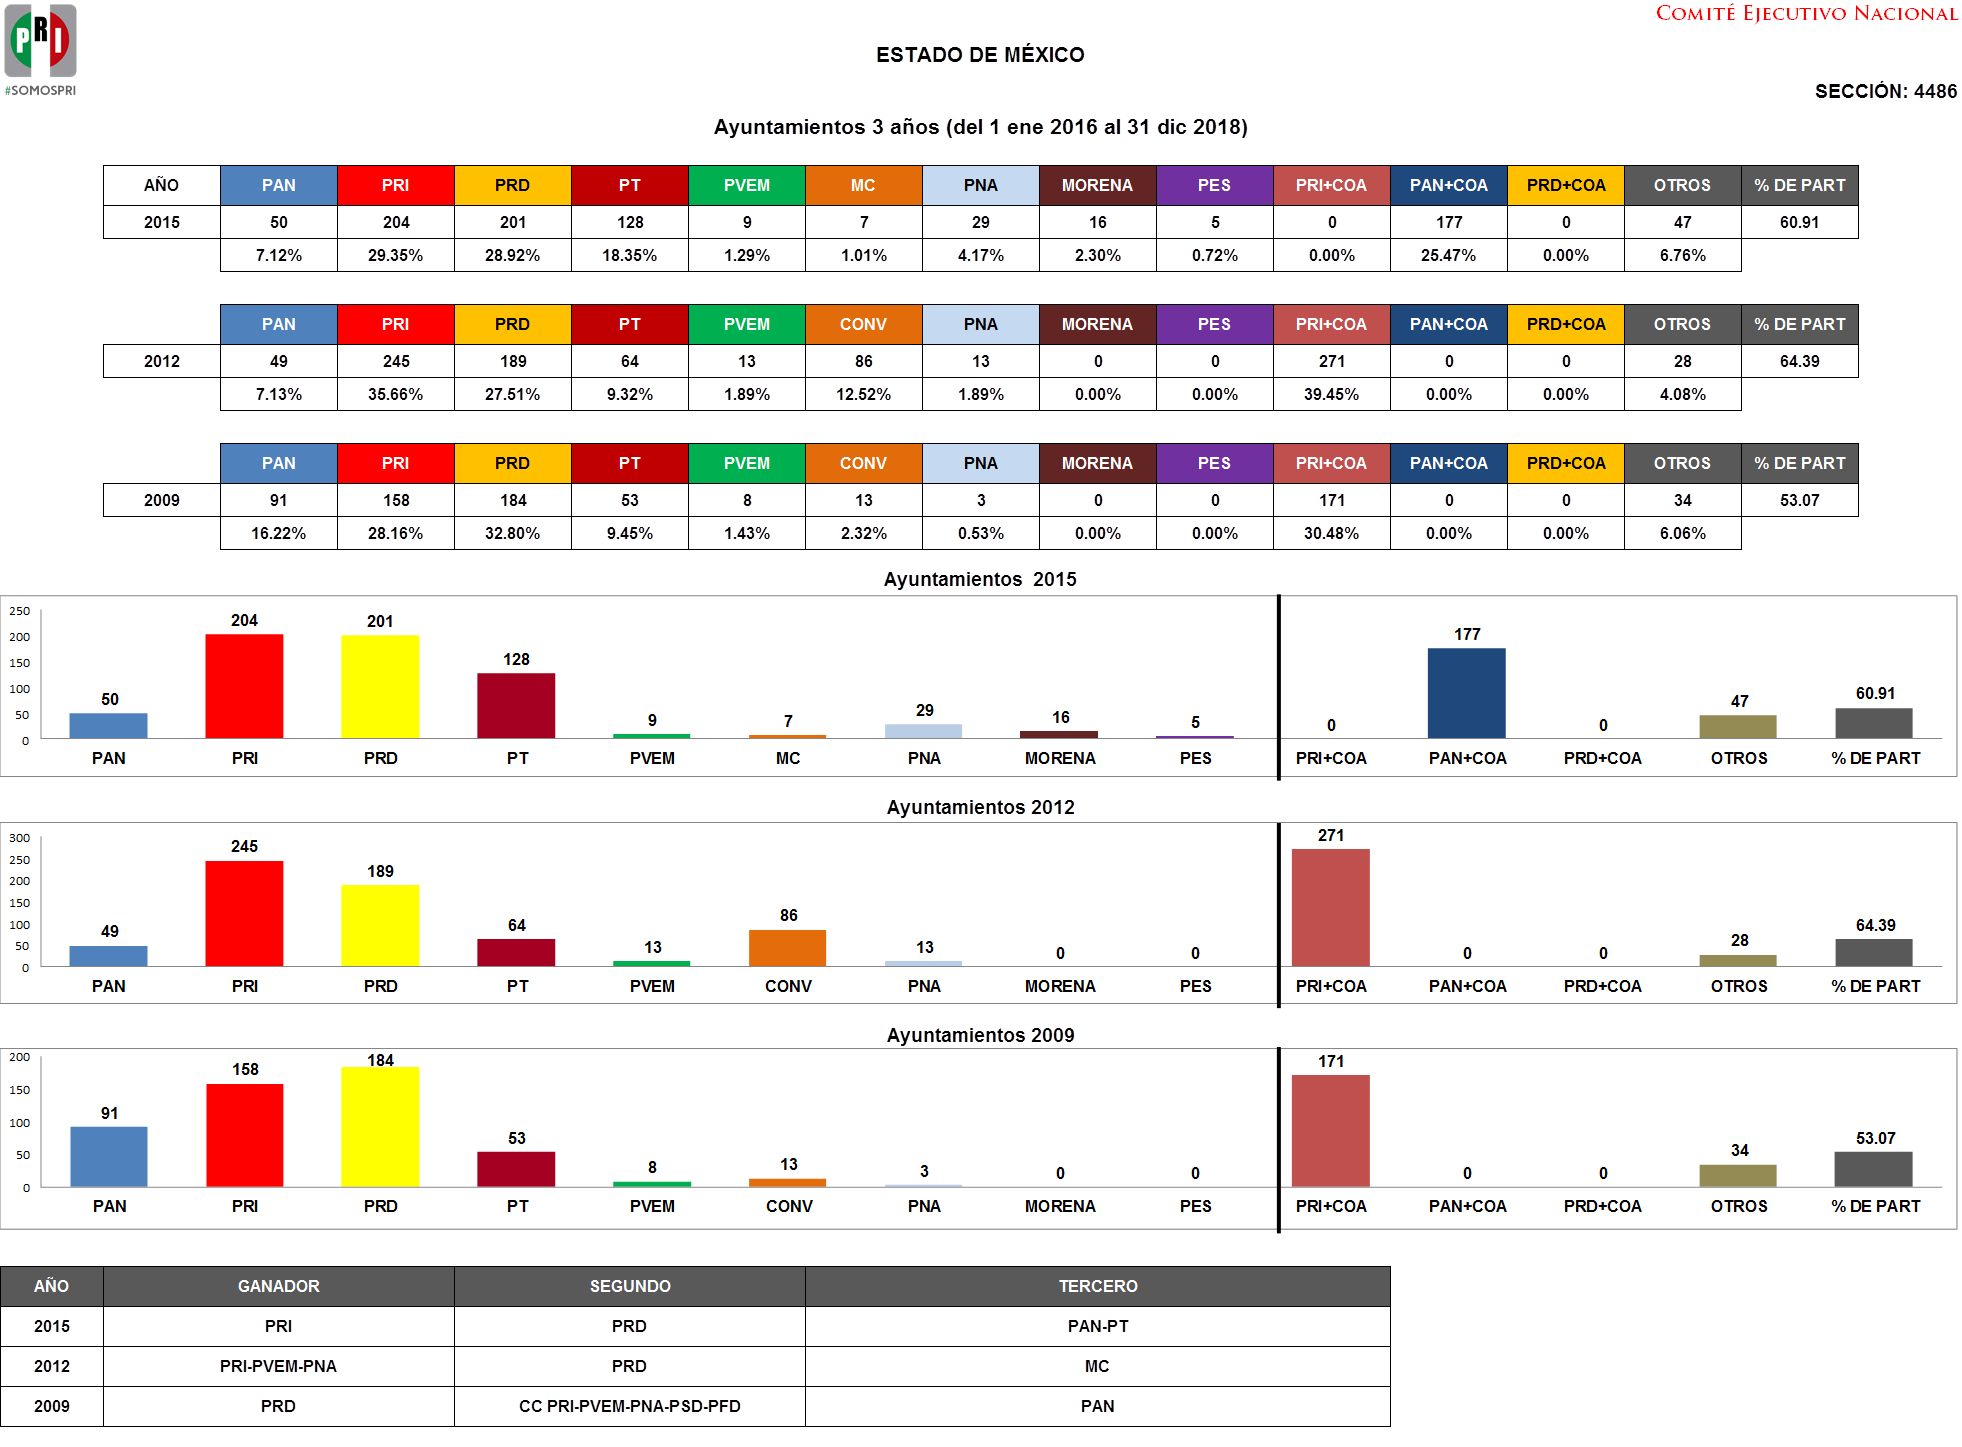 PRI
#SOMOSPRI
COMITÉ EJECUTIVO NACIONAL
ESTADO DE MÉXICO
SECCIÓN: 4486
Ayuntamientos 3 años (del 1 ene 2016 al 31 dic 2018)
AÑO PAN PRI PRD PT PVEM MC PNA MORENA PES PRI+COA PAN+COA PRD+COA OTROS % DE PART
2015 50 204 201 128 9 7 29 16 5 0 177 0 47 60.91
7.12% 29.35% 28.92% 18.35% 1.29% 1.01% 4.17% 2.30% 0.72% 0.00% 25.47% 0.00% 6.76%
PAN PRI PRD PT PVEM CONV PNA MORENA PES PRI+COA PAN+COA PRD+COA OTROS % DE PART
2012 49 245 189 64 13 86 13 0 0 271 0 0 28 64.39
7.13% 35.66% 27.51% 9.32% 1.89% 12.52% 1.89% 0.00% 0.00% 39.45% 0.00% 0.00% 4.08%
PAN PRI PRD PT PVEM CONV PNA MORENA PES PRI+COA PAN+COA PRD+COA OTROS % DE PART
2009 91 158 184 53 8 13 3 0 0 171 0 0 34 53.07
16.22% 28.16% 32.80% 9.45% 1.43% 2.32% 0.53% 0.00% 0.00% 30.48% 0.00% 0.00% 6.06%
Ayuntamientos 2015
250
200
150
100
50
0
50 204 201 128 9 7 29 16 5 0 177 0 47 60.91
PAN PRI PRD PT PVEM MC PNA MORENA PES PRI+COA PAN+COA PRD+COA OTROS % DE PART
Ayuntamientos 2012
300
250
200
150
100
50
0
49 245 189 64 13 86 13 0 0 271 0 0 28 64.39
PAN PRI PRD PT PVEM CONV PNA MORENA PES PRI+COA PAN+COA PRD+COA OTROS % DE PART
Ayuntamientos 2009
200
150
100
50
0
91 158 184 53 8 13 3 0 0 171 0 0 34 53.07
PAN PRI PRD PT PVEM CONV PNA MORENA PES PRI+COA PAN+COA PRD+COA OTROS % DE PART
AÑO GANADOR SEGUNDO TERCERO
2015 PRI PRD PAN-PT
2012 PRI-PVEM-PNA PRD MC
2009 PRD CC PRI-PVEM-PNA-PSD-PFD PAN